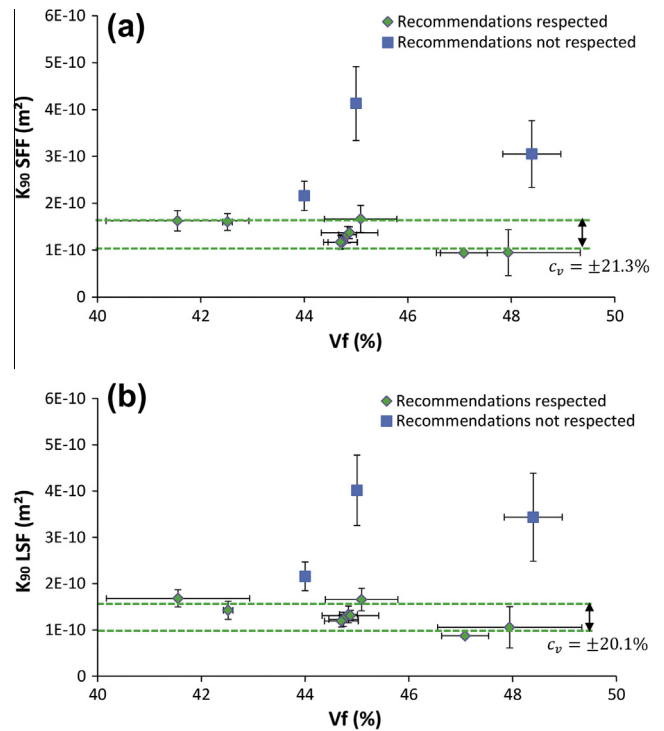 (a)
Recommendations respected
Recommendations not respected
K₉₀ SFF (m²)
6E-10
5E-10
4E-10
3E-10
2E-10
1E-10
0
c_v = ±21.3%
40 42 44 46 48 50
Vf (%)
(b)
Recommendations respected
Recommendations not respected
K₉₀ LSF (m²)
6E-10
5E-10
4E-10
3E-10
2E-10
1E-10
0
c_v = ±20.1%
40 42 44 46 48 50
Vf (%)